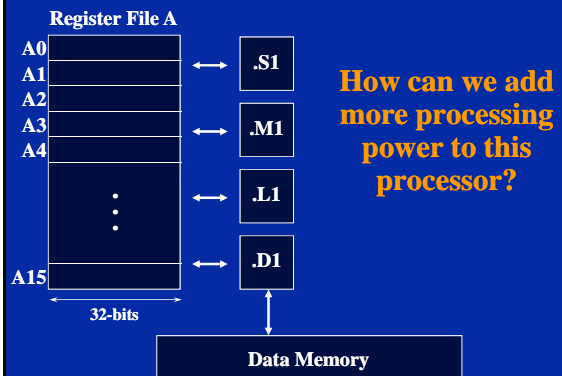 Register File A
A0
A1
A2
A3
A4
A15
32-bits
.S1
.M1
.L1
.D1
Data Memory
How can we add
more processing
power to this
processor?